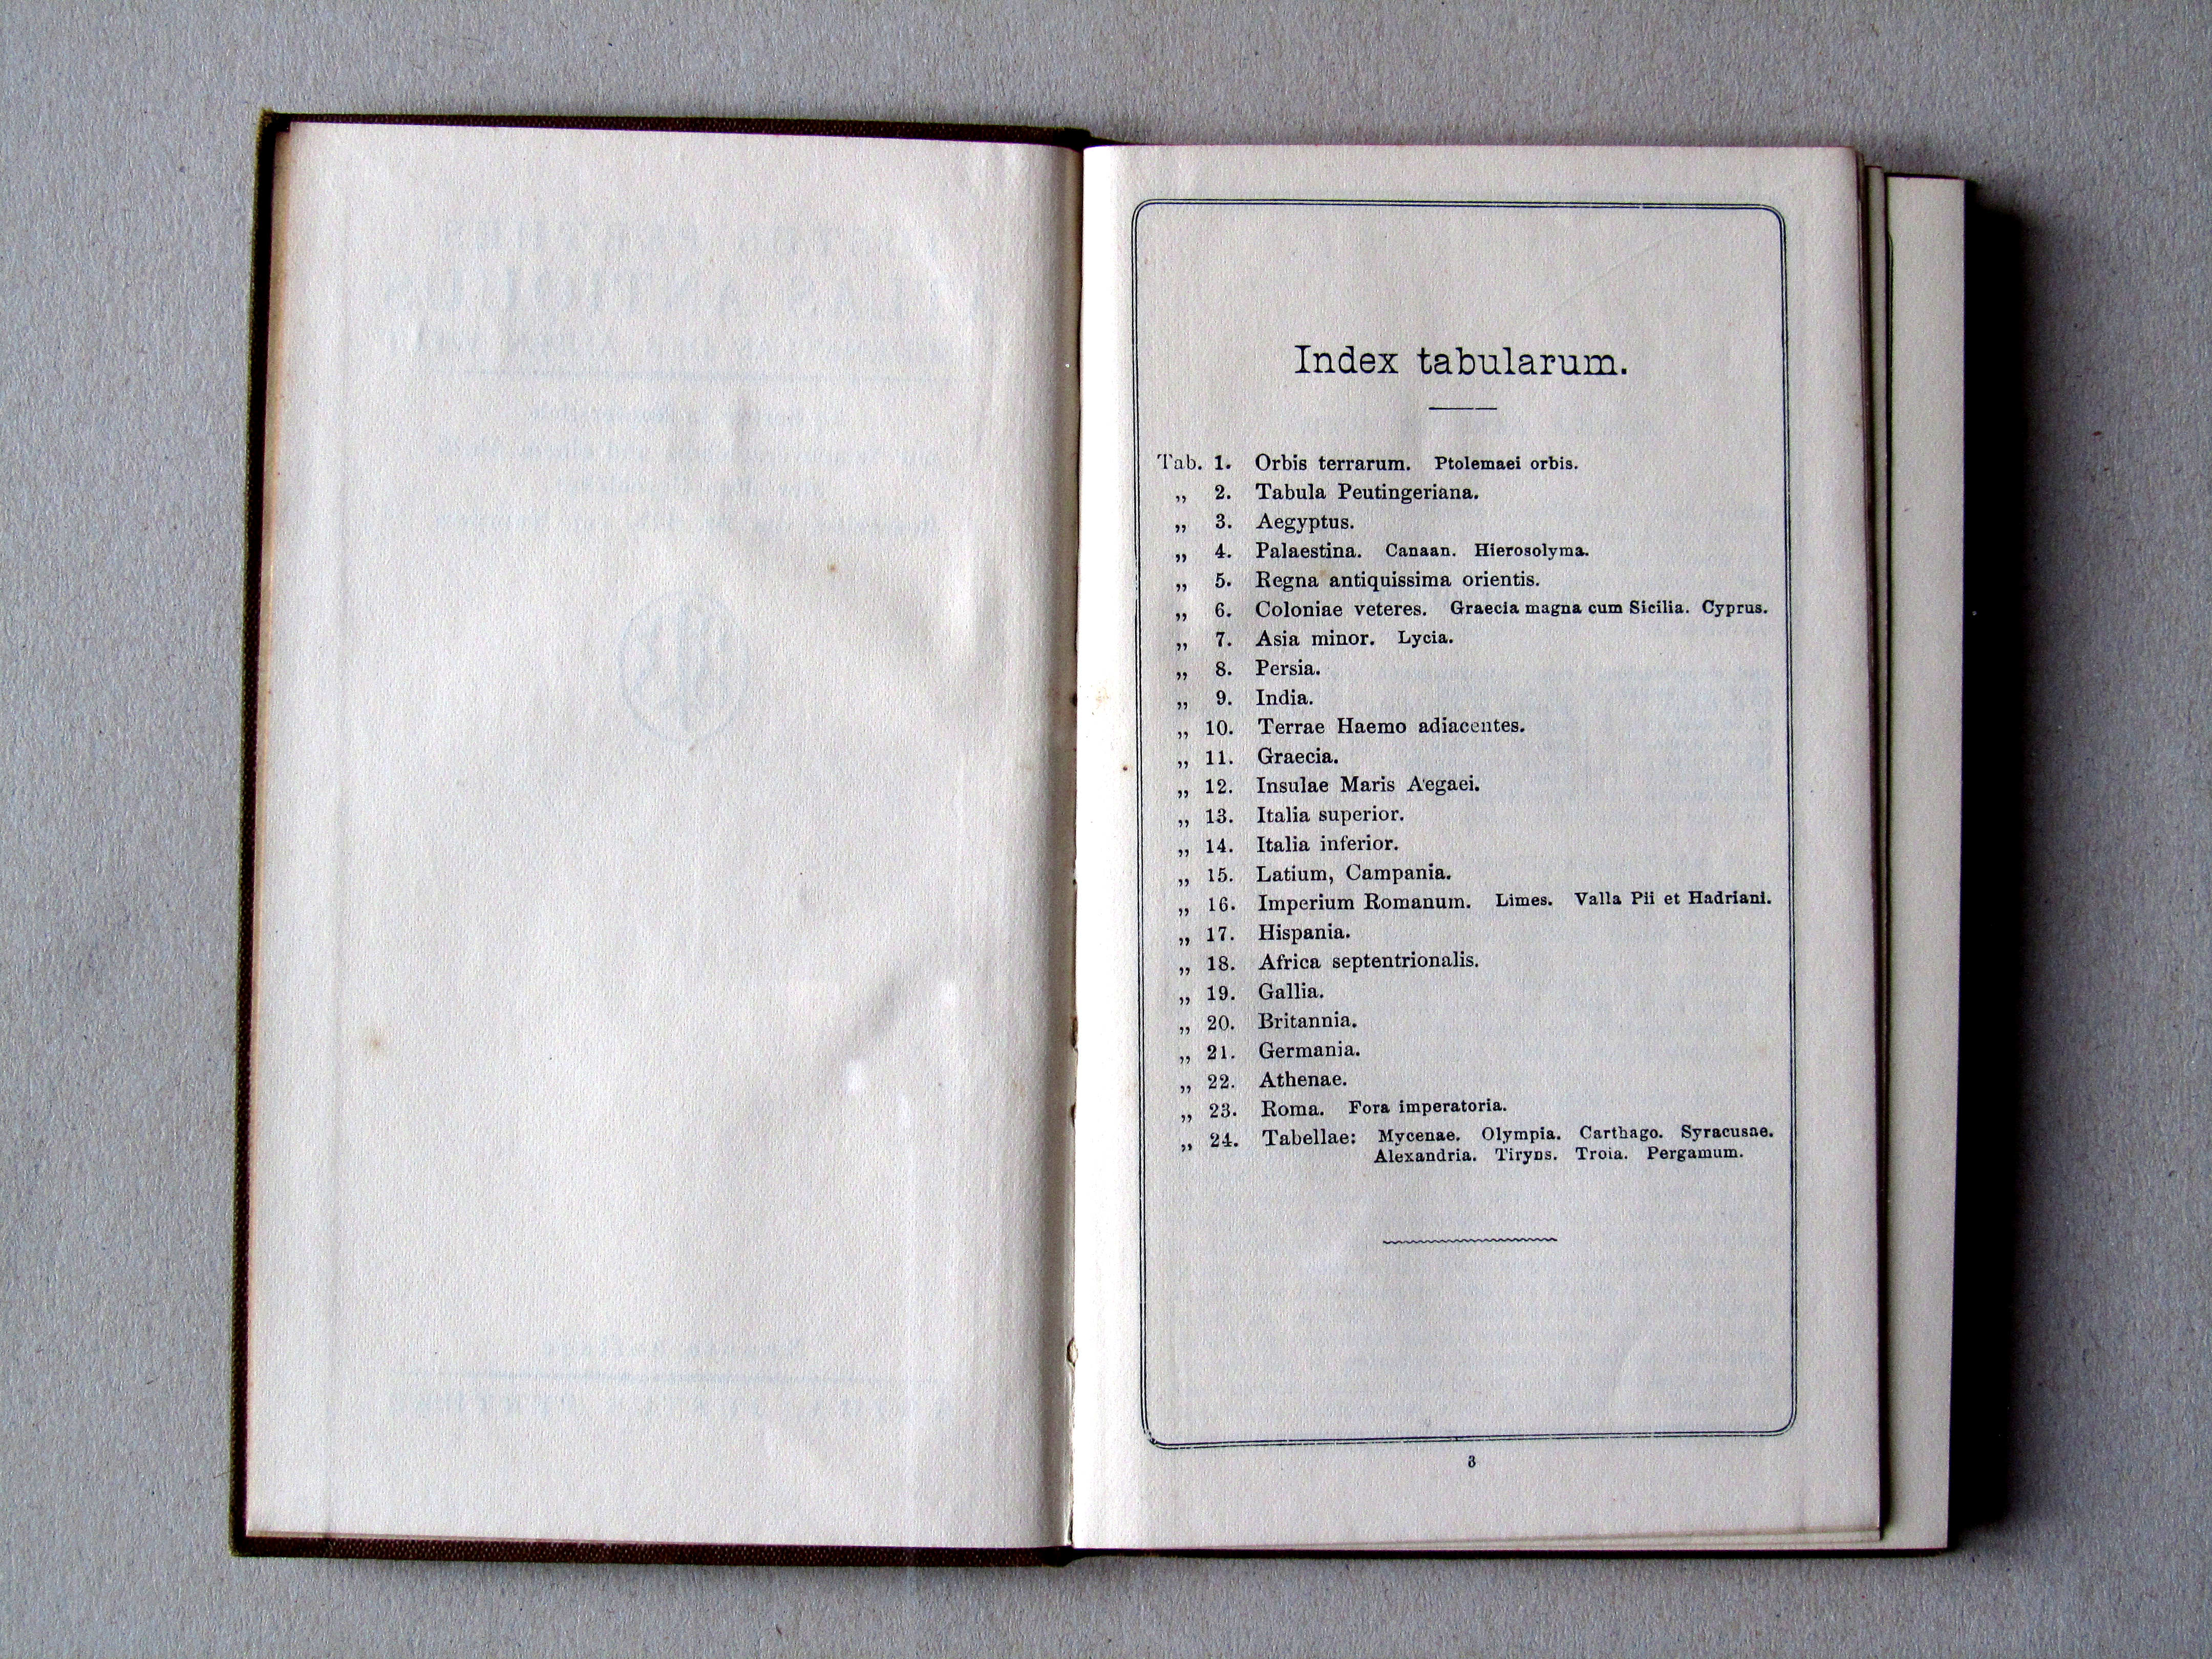 Index tabularum.
Tab. 1. Orbis terrarum. Ptolemaei orbis.
„ 2. Tabula Peutingeriana.
„ 3. Aegyptus.
„ 4. Palaestina. Canaan. Hierosolyma.
„ 5. Regna antiquissima orientis.
„ 6. Coloniae veteres. Graecia magna cum Sicilia. Cyprus.
„ 7. Asia minor. Lycia.
„ 8. Persia.
„ 9. India.
„ 10. Terrae Haemo adiacentes.
„ 11. Graecia.
„ 12. Insulae Maris Aegaei.
„ 13. Italia superior.
„ 14. Italia inferior.
„ 15. Latium, Campania.
„ 16. Imperium Romanum. Limes. Valla Pii et Hadriani.
„ 17. Hispania.
„ 18. Africa septentrionalis.
„ 19. Gallia.
„ 20. Britannia.
„ 21. Germania.
„ 22. Athenae.
„ 23. Roma. Fora imperatoria.
„ 24. Tabellae: Mycenae. Olympia. Carthago. Syracusae.
Alexandria. Tiryns. Troia. Pergamum.
3